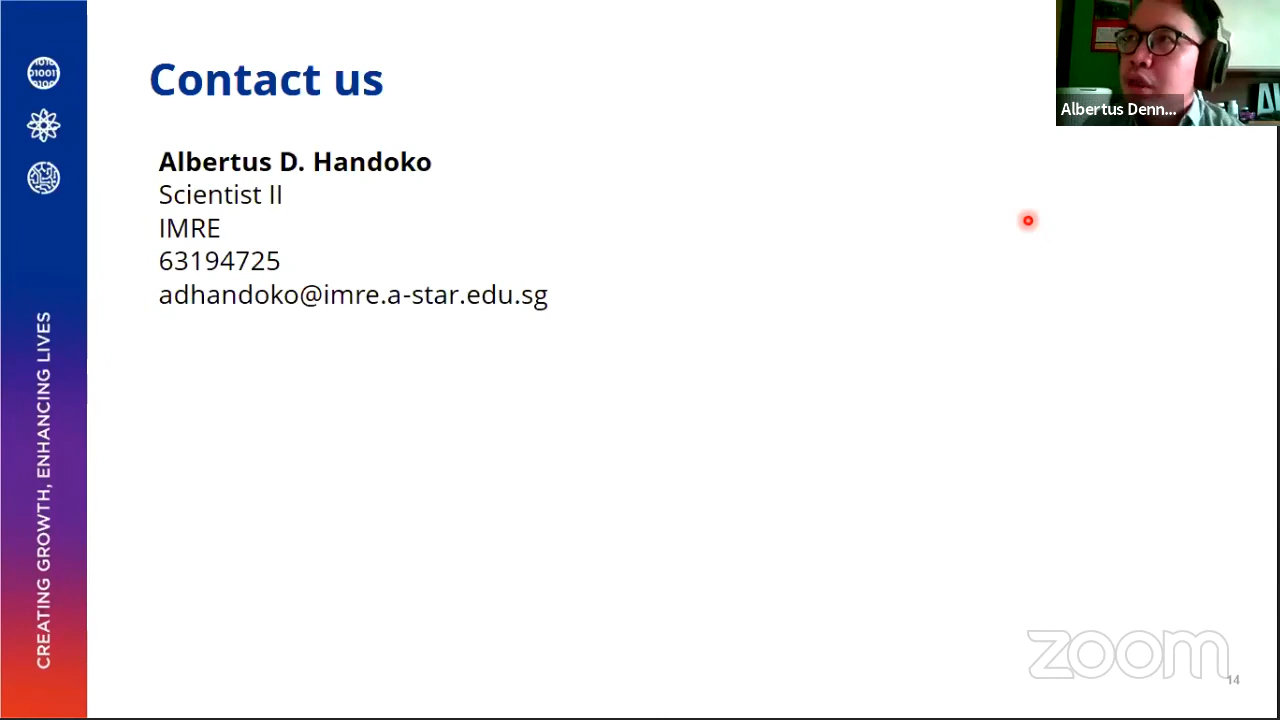 Contact us
Albertus D. Handoko
Scientist II
IMRE
63194725
adhandoko@imre.a-star.edu.sg
CREATING GROWTH, ENHANCING LIVES
Albertus Denn...
zoom
14